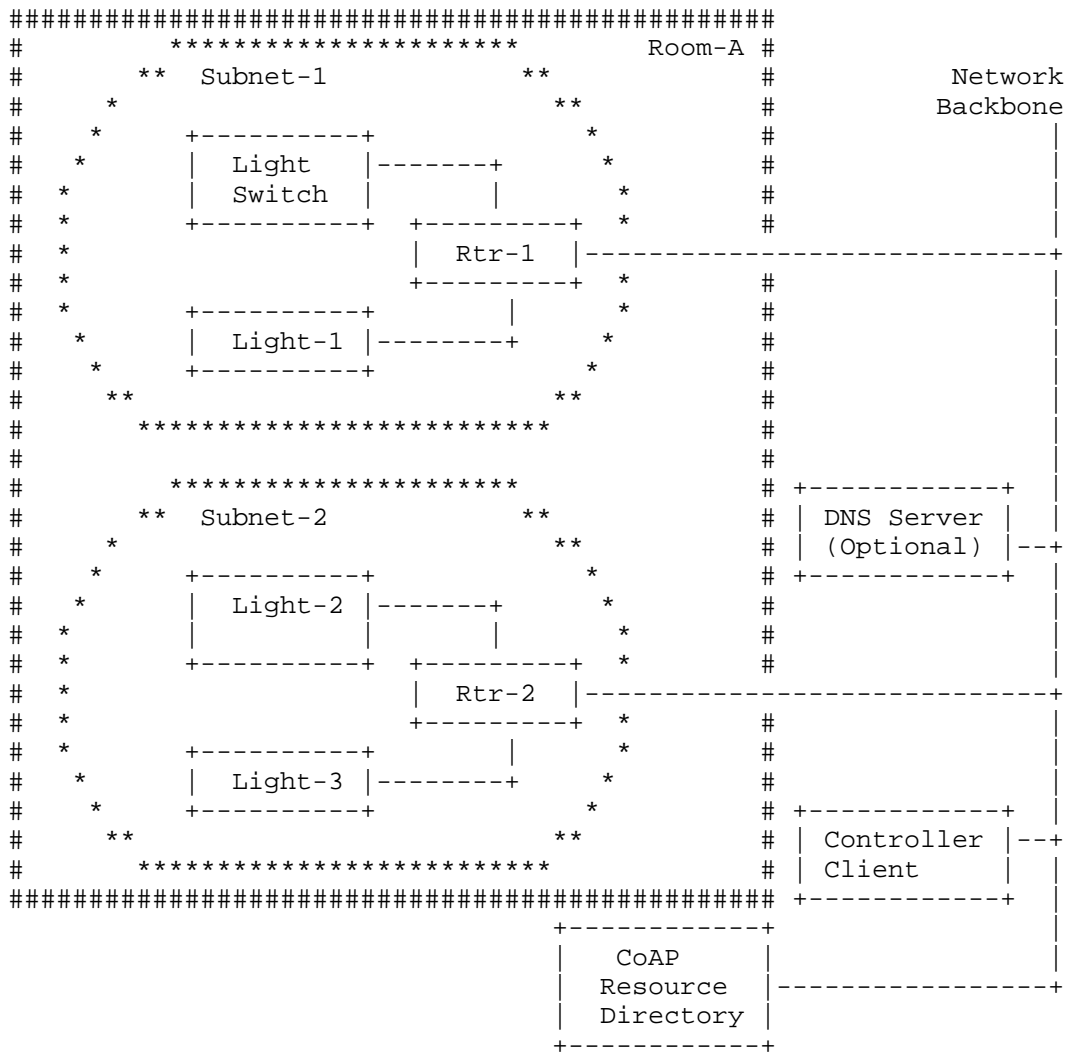 Room-A
Subnet-1
Network
Backbone
Light
Switch
Rtr-1
Light-1
Subnet-2
DNS Server
(Optional)
Light-2
Rtr-2
Light-3
Controller
Client
CoAP
Resource
Directory